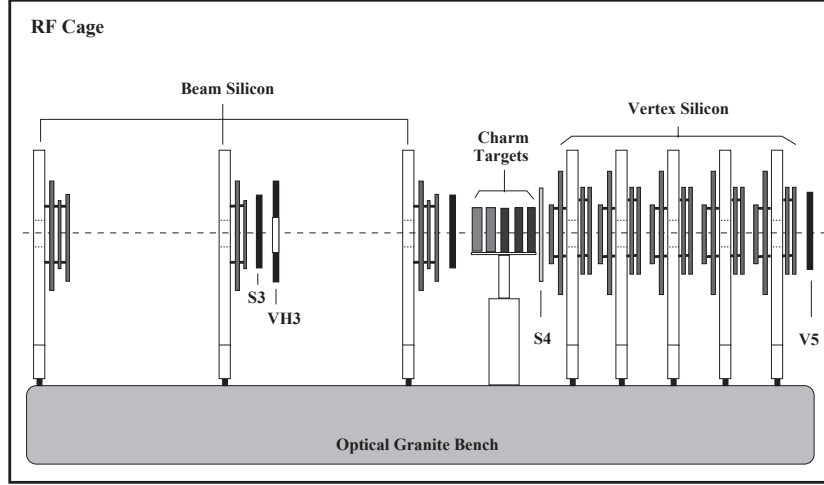 RF Cage
Beam Silicon
Vertex Silicon
Charm
Targets
S3
VH3
S4
V5
Optical Granite Bench